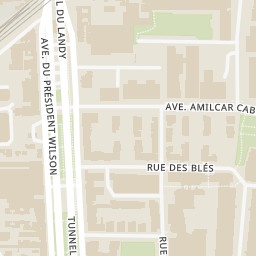 L DU LANDY
AVE. DU PRÉSIDENT WILSON
AVE. AMILCAR CAB
RUE DES BLÉS
TUNNEL
RUE